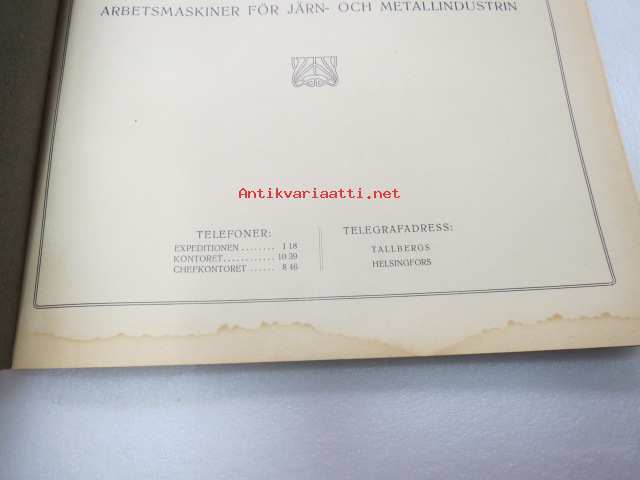 ARBETSMASKINER FÖR JÄRN- OCH METALLINDUSTRIN
Antikvariaatti.net
TELEFONER:
EXPEDITIONEN ........ 1 18
KONTORET............ 10 39
CHEFKONTORET ...... 8 46
TELEGRAFADRESS:
TALLBERGS
HELSINGFORS